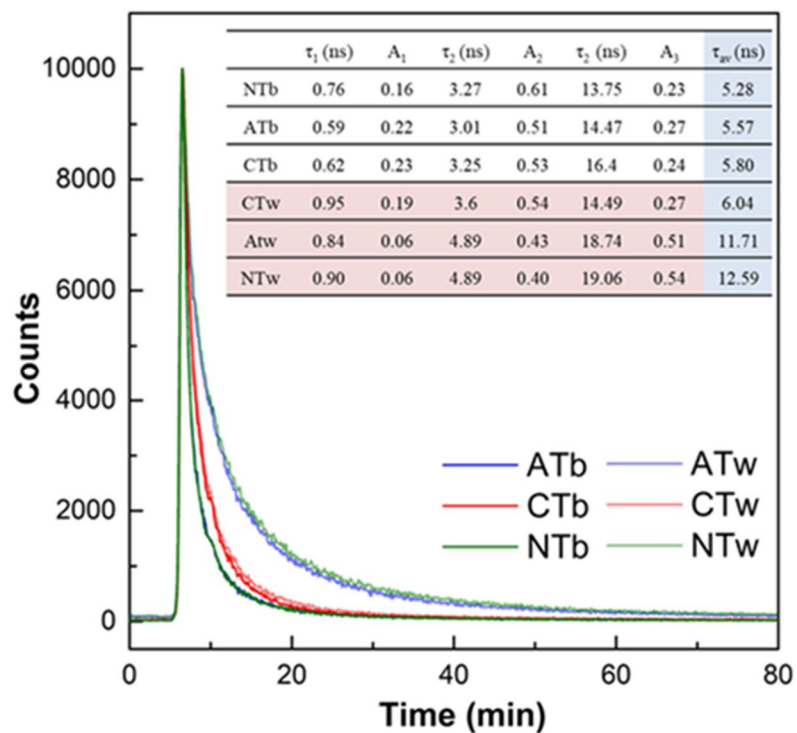 τ1 (ns) A1 τ2 (ns) A2 τ2 (ns) A3 τav (ns)
NTb 0.76 0.16 3.27 0.61 13.75 0.23 5.28
ATb 0.59 0.22 3.01 0.51 14.47 0.27 5.57
CTb 0.62 0.23 3.25 0.53 16.4 0.24 5.80
CTw 0.95 0.19 3.6 0.54 14.49 0.27 6.04
Atw 0.84 0.06 4.89 0.43 18.74 0.51 11.71
NTw 0.90 0.06 4.89 0.40 19.06 0.54 12.59
10000
8000
6000
4000
2000
0
Counts
ATb ATw
CTb CTw
NTb NTw
0 20 40 60 80
Time (min)